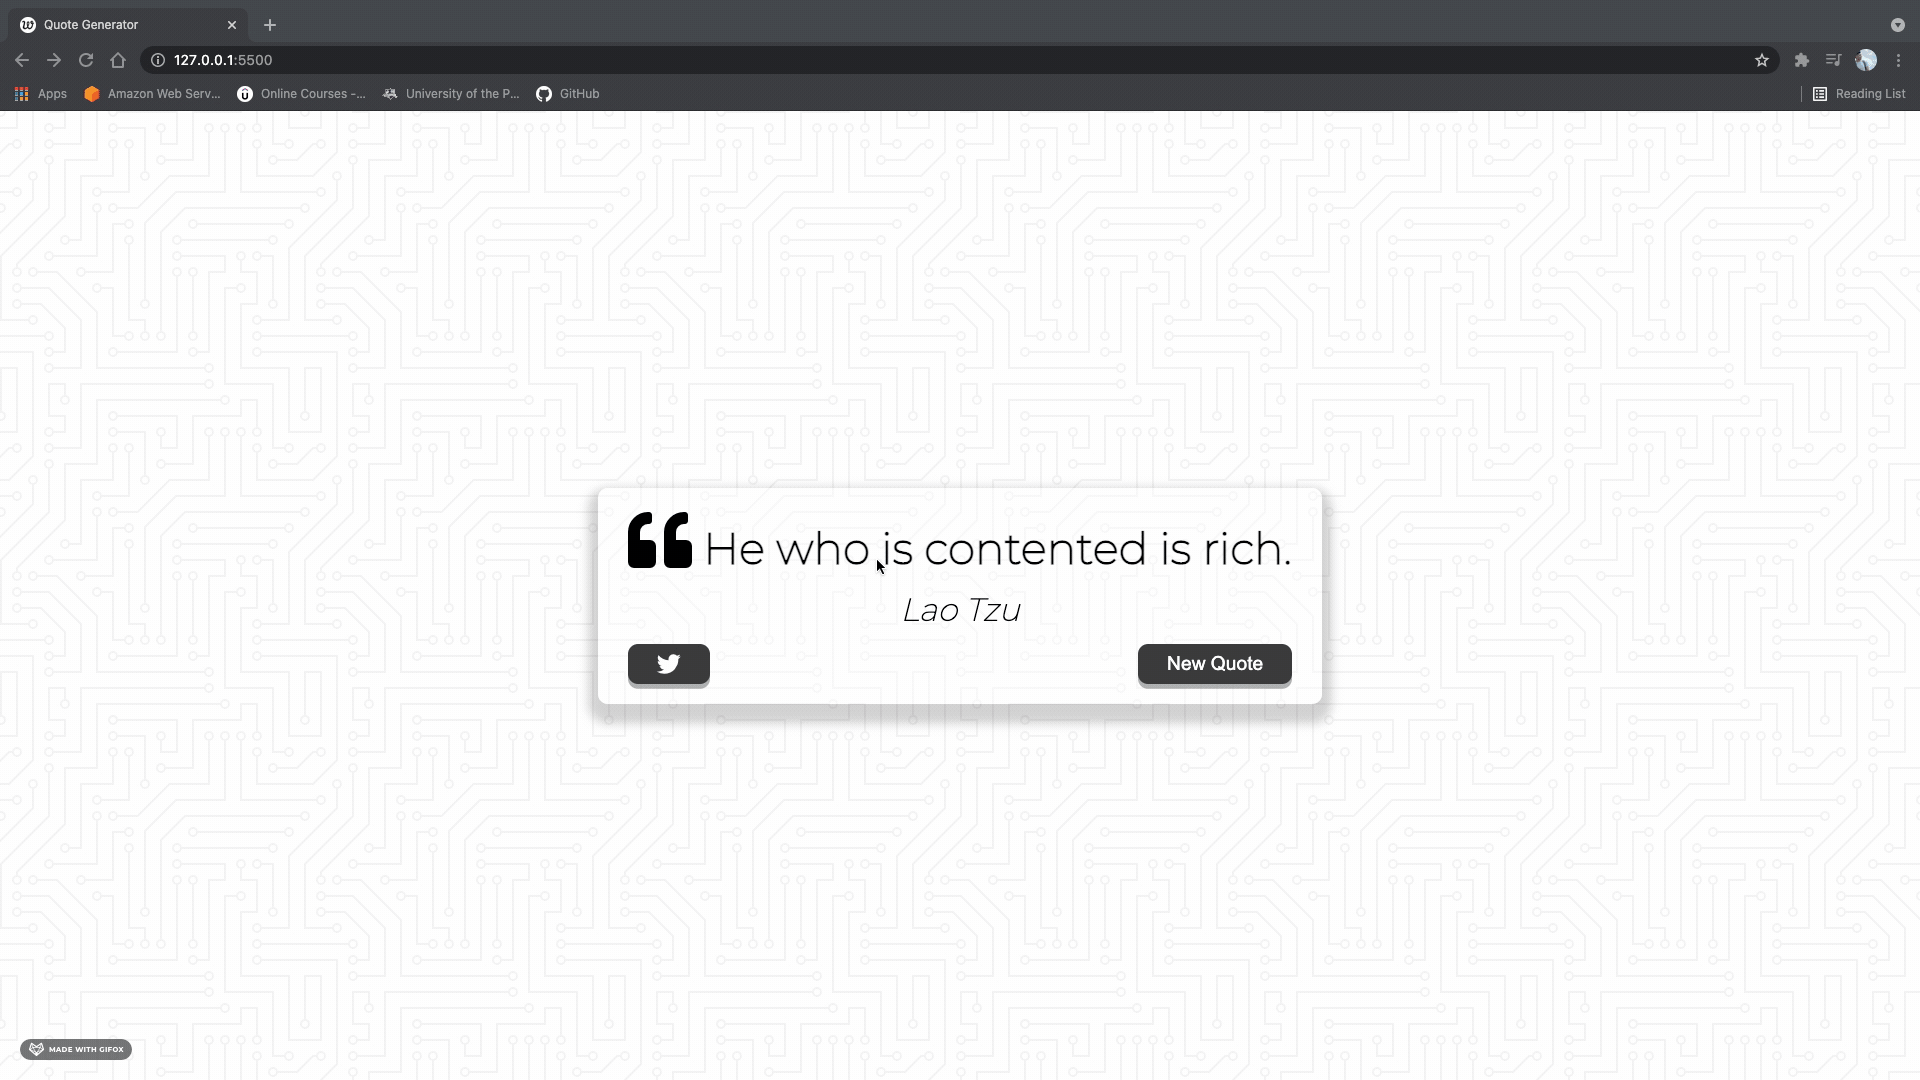 Quote Generator
127.0.0.1:5500
Apps
Amazon Web Serv...
Online Courses -...
University of the P...
GitHub
Reading List
He who is contented is rich.
Lao Tzu
New Quote
MADE WITH GIFOX